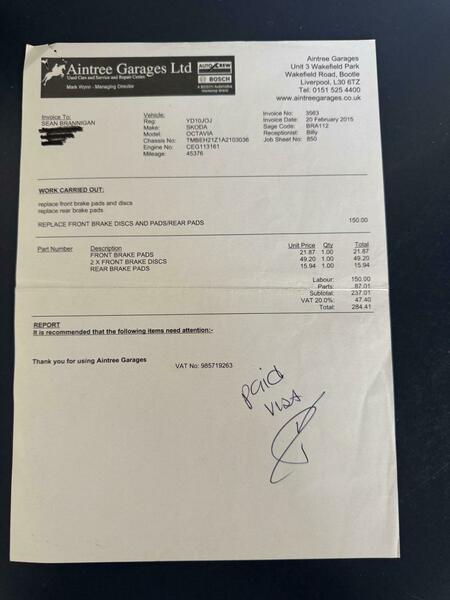 Aintree Garages Ltd
Used Cars and Service and Repair Centre
Mark Wynn - Managing Director
AUTO CREW
BOSCH
A BOSCH Automotive
Aintree Garages
Unit 3 Wakefield Park
Wakefield Road, Bootle
Liverpool, L30 6TZ
Tel: 0151 525 4400
www.aintreegarages.co.uk
Invoice To:
SEAN BRANNIGAN
Vehicle:
Reg: YD10JOJ
Make: SKODA
Model: OCTAVIA
Chassis No: TMBEH21Z1A2103036
Engine No: CEG113161
Mileage: 45376
Invoice No: 3563
Invoice Date: 20 February 2015
Sage Code: BRA112
Receptionist: Billy
Job Sheet No: 850
WORK CARRIED OUT:
replace front brake pads and discs
replace rear brake pads
REPLACE FRONT BRAKE DISCS AND PADS/REAR PADS 150.00
Part Number Description Unit Price Qty Total
FRONT BRAKE PADS 21.87 1.00 21.87
2 X FRONT BRAKE DISCS 49.20 1.00 49.20
REAR BRAKE PADS 15.94 1.00 15.94
Labour: 150.00
Parts: 87.01
Subtotal: 237.01
VAT 20.0%: 47.40
Total: 284.41
REPORT
It is recommended that the following items need attention:-
Thank you for using Aintree Garages VAT No: 985719263
paid
VISA